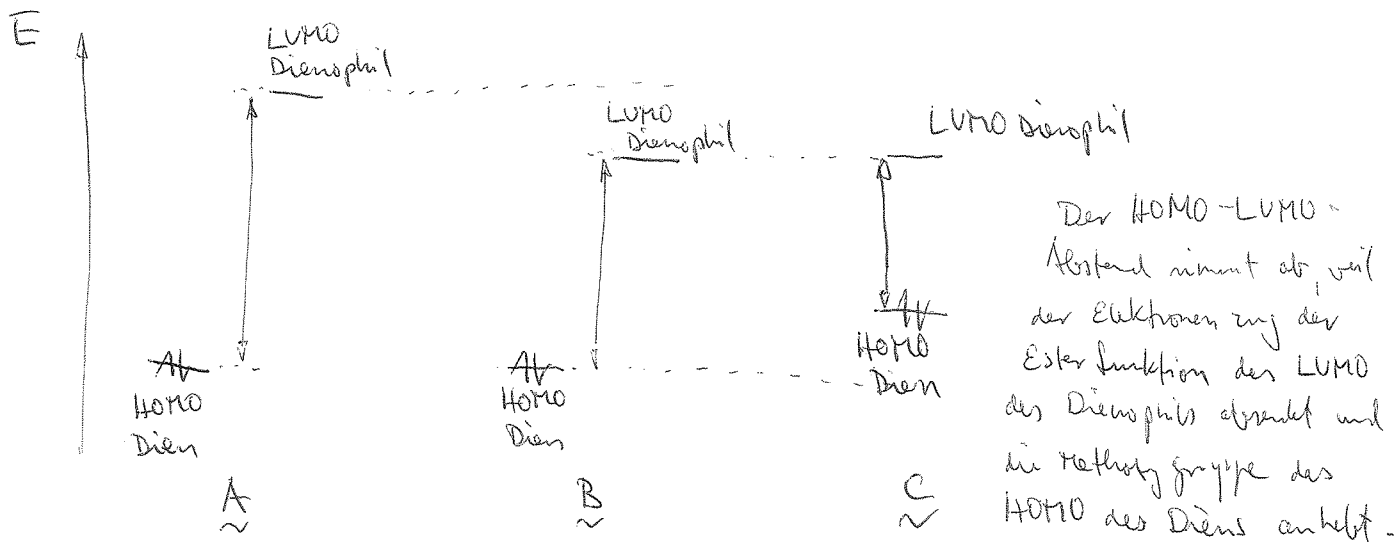 E
LUMO
Dienophil
LUMO
Dienophil
LUMO Dienophil
HOMO
Dien
HOMO
Dien
HOMO
Dien
A
B
C
Der HOMO-LUMO-
Abstand nimmt ab, weil
der Elektronenzug der
Esterfunktion das LUMO
des Dienophils absenkt und
die Methoxygruppe das
HOMO des Diens anhebt.